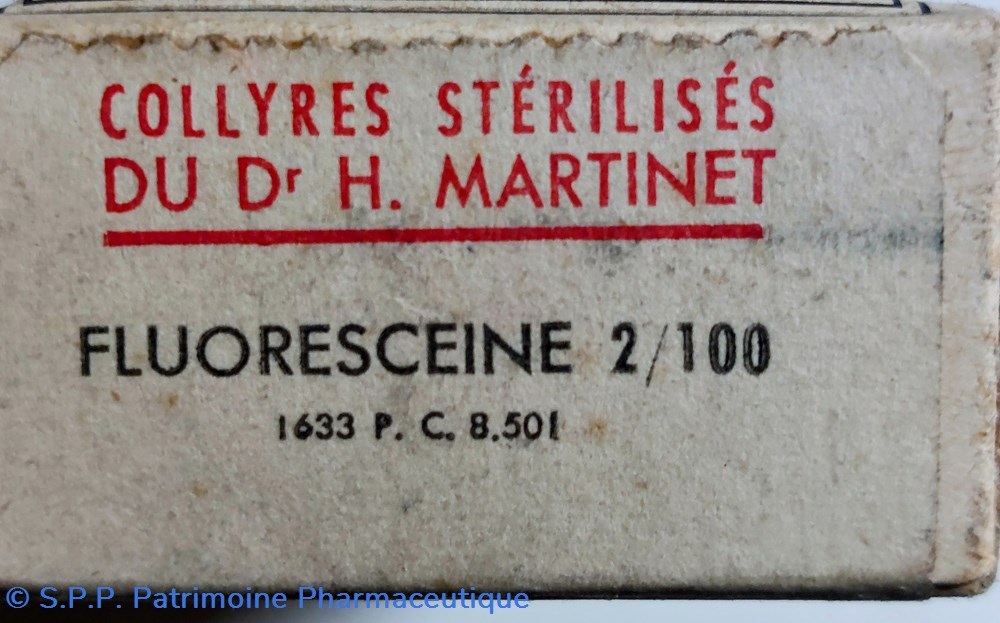 COLLYRES STÉRILISÉS
DU Dr H. MARTINET
FLUORESCEINE 2/100
1633 P. C. 8.501
© S.P.P. Patrimoine Pharmaceutique